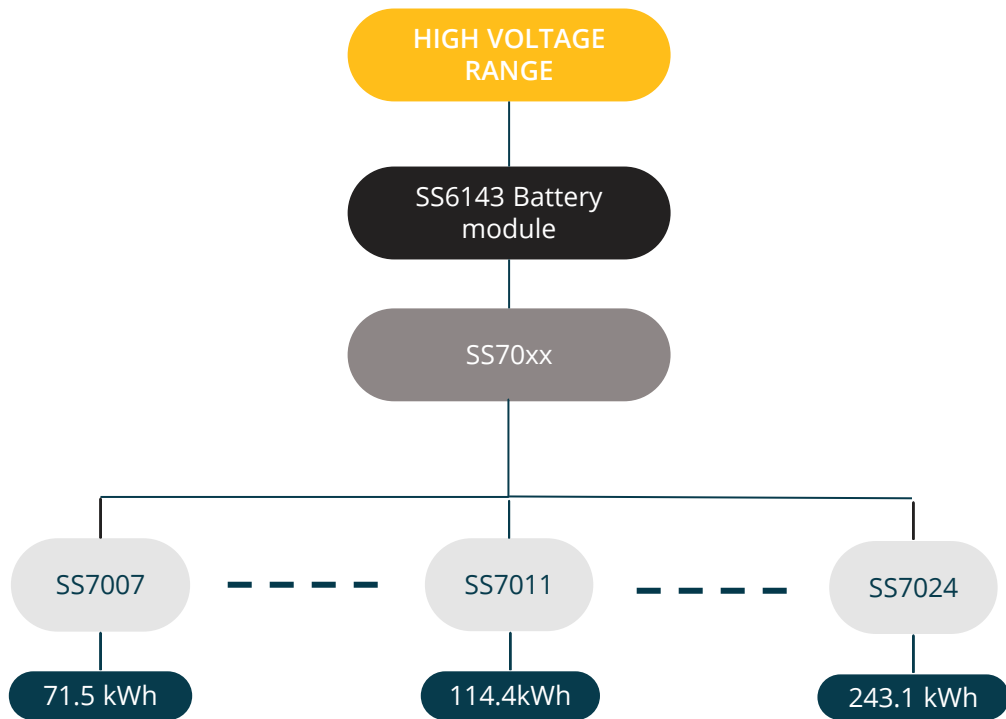 HIGH VOLTAGE
RANGE
SS6143 Battery
module
SS70xx
SS7007
SS7011
SS7024
71.5 kWh
114.4kWh
243.1 kWh